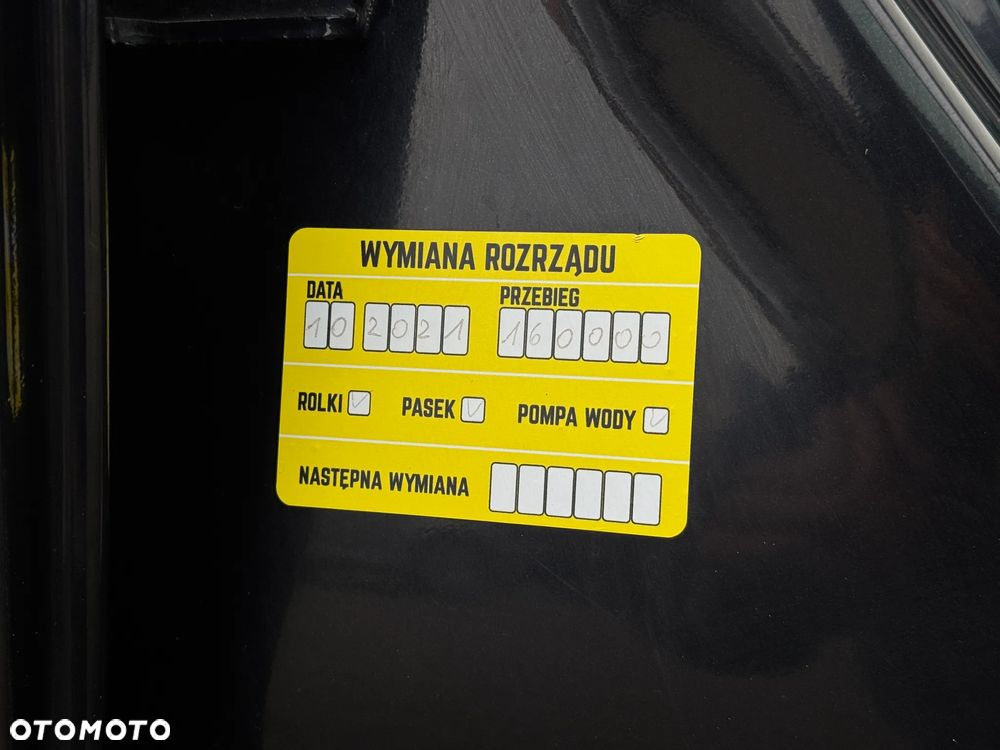 WYMIANA ROZRZĄDU
DATA PRZEBIEG
10 2021 160000
ROLKI ✓ PASEK ✓ POMPA WODY ✓
NASTĘPNA WYMIANA
OTOMOTO